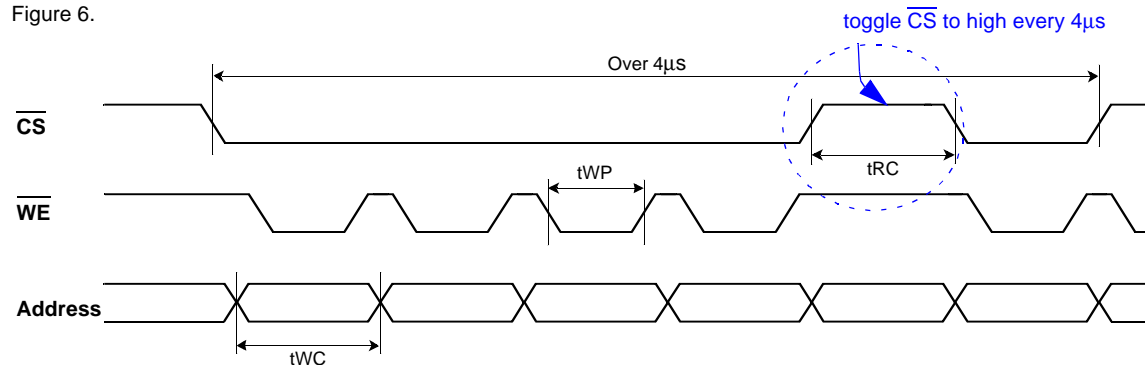 Figure 6.
toggle CS to high every 4μs
Over 4μs
CS
tRC
tWP
WE
Address
tWC